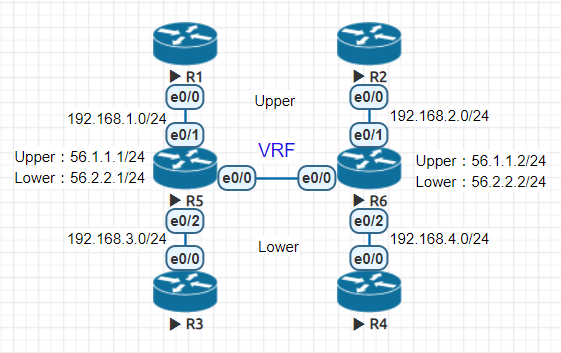 R1
R2
e0/0
e0/0
192.168.1.0/24
Upper
192.168.2.0/24
e0/1
e0/1
VRF
Upper：56.1.1.1/24
Lower：56.2.2.1/24
Upper：56.1.1.2/24
Lower：56.2.2.2/24
e0/0
e0/0
R5
R6
e0/2
e0/2
192.168.3.0/24
Lower
192.168.4.0/24
e0/0
e0/0
R3
R4